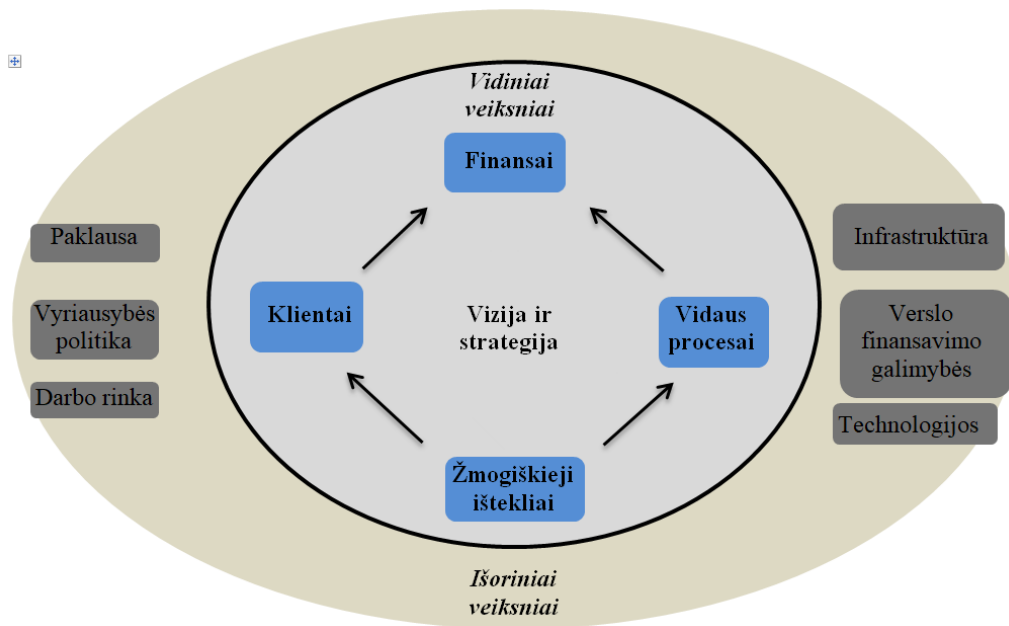 Vidiniai
veiksniai
Finansai
Paklausa
Infrastruktūra
Klientai
Vizija ir
strategija
Vidaus
procesai
Vyriausybės
politika
Verslo
finansavimo
galimybės
Darbo rinka
Technologijos
Žmogiškieji
ištekliai
Išoriniai
veiksniai